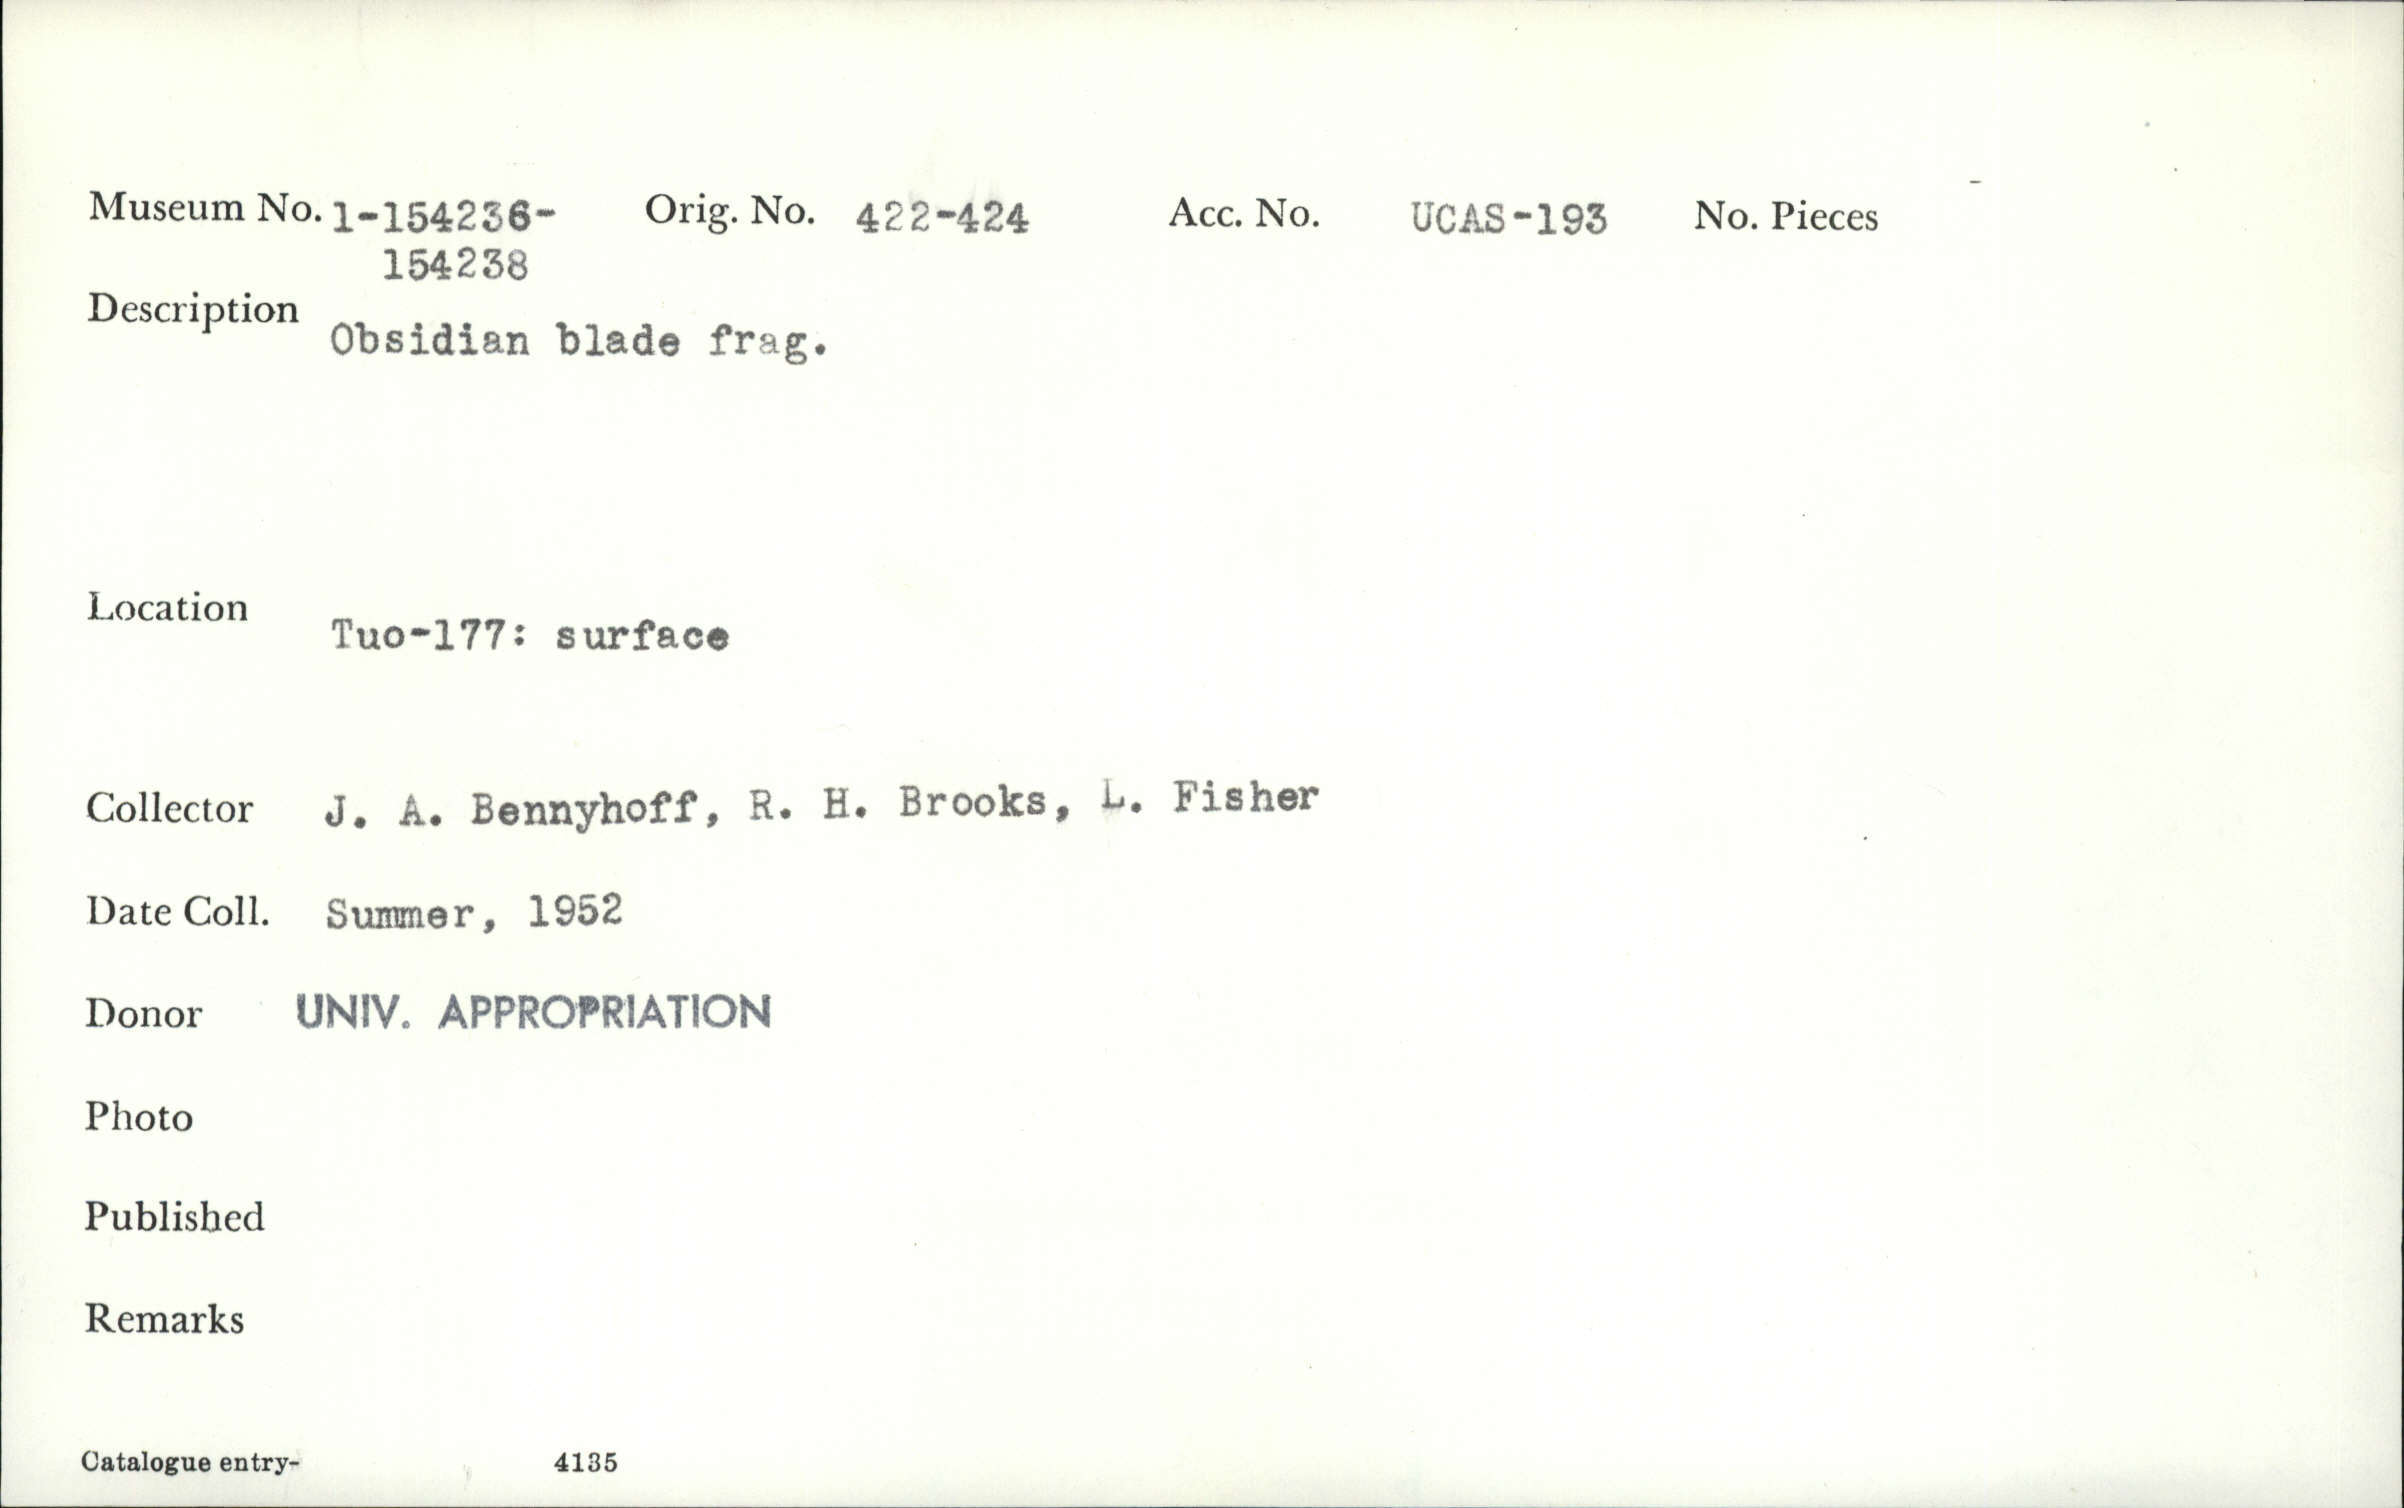 Museum No. 1-154236- Orig. No. 422-424 Acc. No. UCAS-193 No. Pieces
154238
Description
Obsidian blade frag.
Location
Tuo-177: surface
Collector J. A. Bennyhoff, R. H. Brooks, L. Fisher
Date Coll. Summer, 1952
Donor UNIV. APPROPRIATION
Photo
Published
Remarks
Catalogue entry- 4135